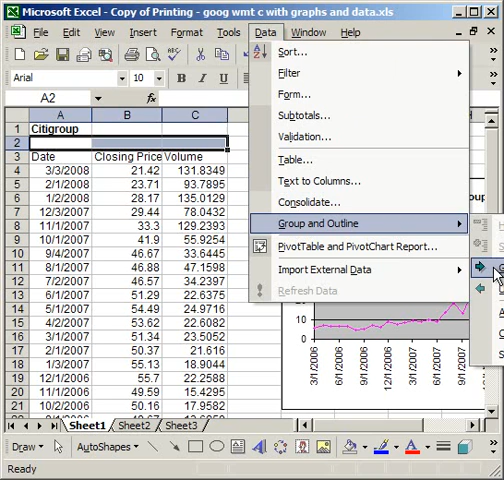 Microsoft Excel - Copy of Printing - goog wmt c with graphs and data.xls
File Edit View Insert Format Tools Data Window Help
Arial 10 B I U
A2 fx
Sort...
Filter
Form...
Subtotals...
Validation...
Table...
Text to Columns...
Consolidate...
Group and Outline
PivotTable and PivotChart Report...
Import External Data
Refresh Data
A B C
1 Citigroup
2
3 Date Closing Price Volume
4 3/3/2008 21.42 131.8349
5 2/1/2008 23.71 93.7895
6 1/2/2008 28.17 135.0129
7 12/3/2007 29.44 78.0432
8 11/1/2007 33.3 129.2393
9 10/1/2007 41.9 55.9254
10 9/4/2007 46.67 33.6445
11 8/1/2007 46.88 47.1598
12 7/2/2007 46.57 34.2397
13 6/1/2007 51.29 22.6375
14 5/1/2007 54.49 24.9716
15 4/2/2007 53.62 22.6082
16 3/1/2007 51.34 23.5052
17 2/1/2007 50.37 21.616
18 1/3/2007 55.13 18.9044
19 12/1/2006 55.7 22.2588
20 11/1/2006 49.59 15.4295
21 10/2/2006 50.16 17.9582
10
0
3/1/2006 6/1/2006 9/1/2006 12/1/2006 3/1/2007 6/1/2007 9/1/2007 12/1/2007
Sheet1 Sheet2 Sheet3
Draw AutoShapes
Ready